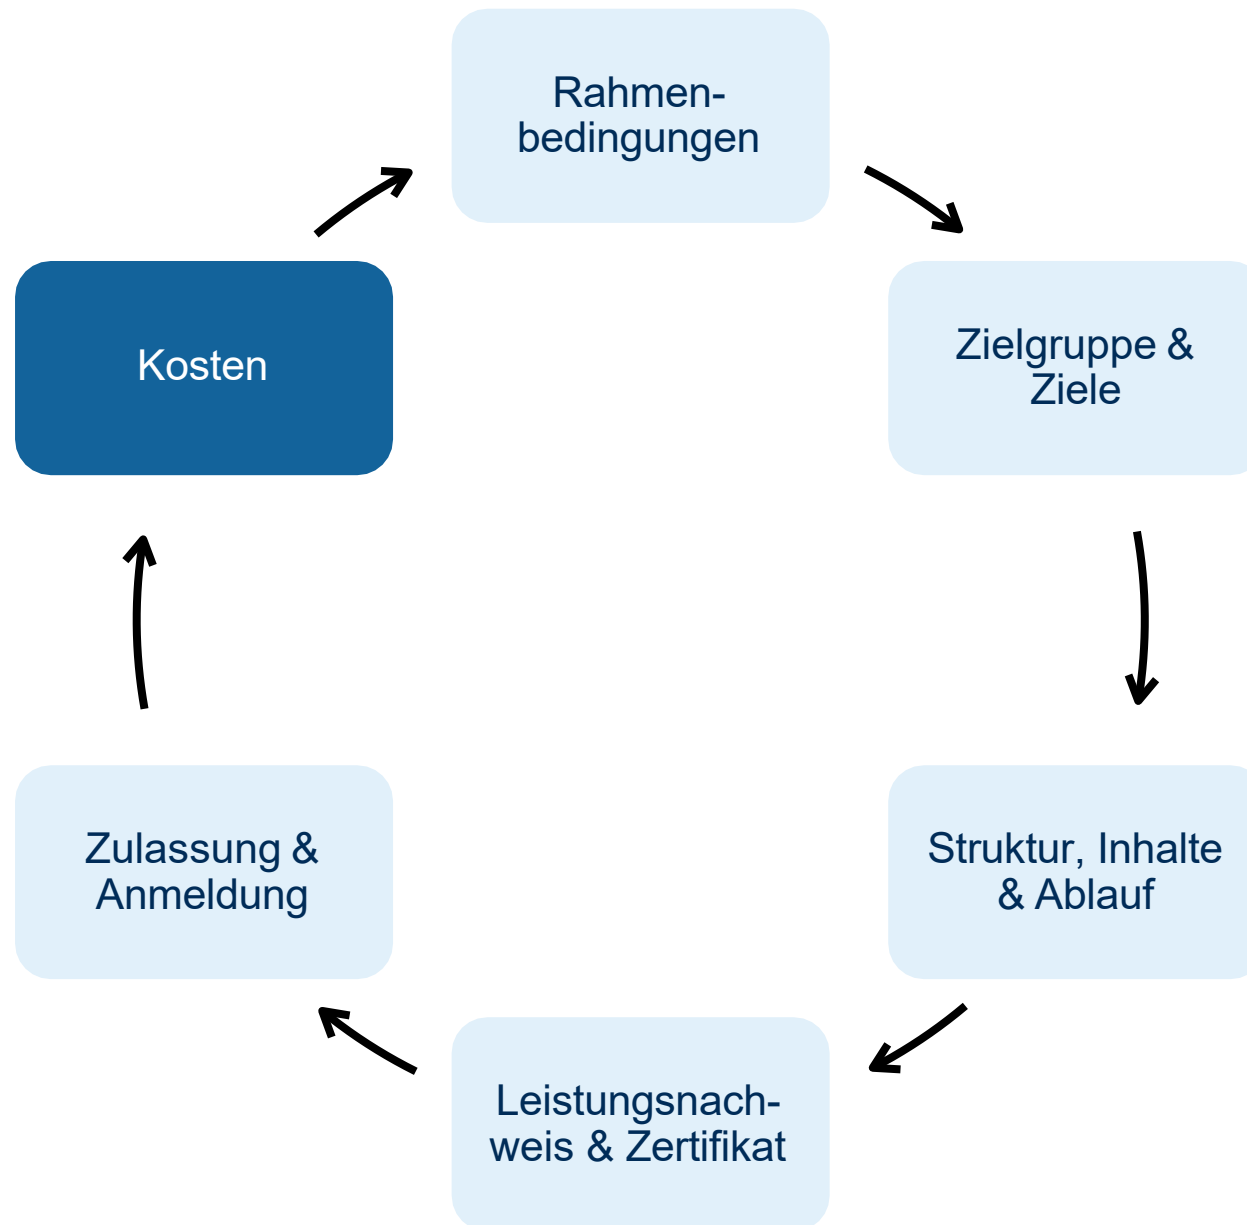 Rahmen-
bedingungen
Zielgruppe &
Ziele
Struktur, Inhalte
& Ablauf
Leistungsnach-
weis & Zertifikat
Zulassung &
Anmeldung
Kosten